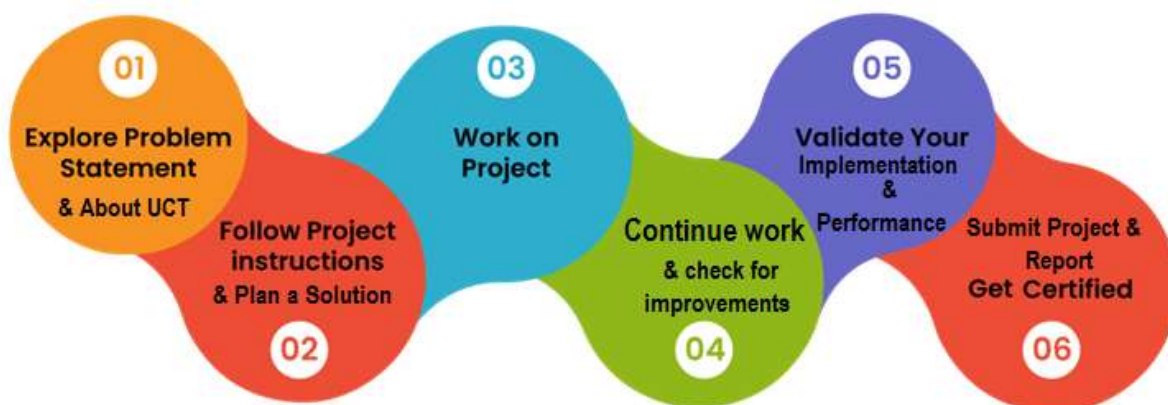 01
Explore Problem
Statement
& About UCT
Follow Project
instructions
& Plan a Solution
02
03
Work on
Project
Continue work
& check for
improvements
04
05
Validate Your
Implementation
&
Performance
Submit Project &
Report
Get Certified
06